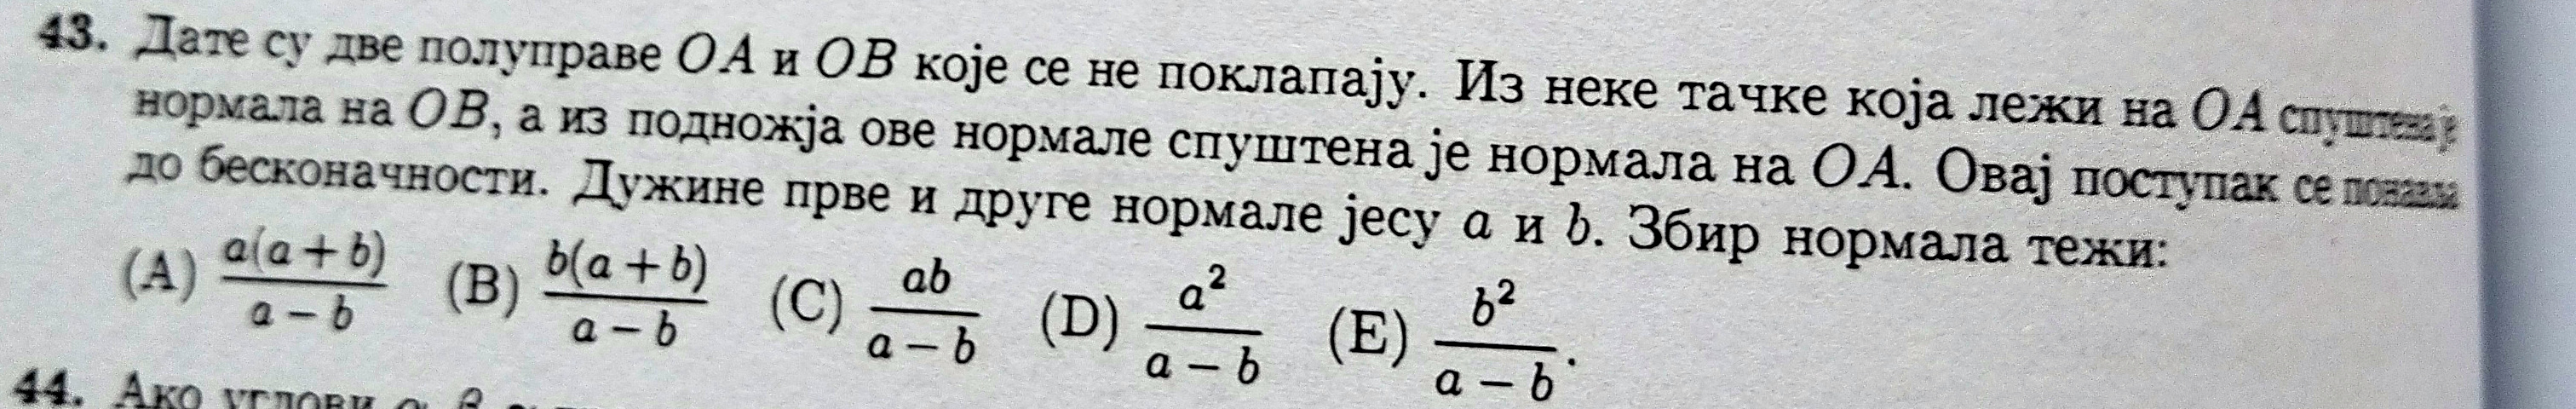 43. Дате су две полуправе OA и OB које се не поклапају. Из неке тачке која лежи на OA спуштена је
нормала на OB, а из подножја ове нормале спуштена је нормала на OA. Овај поступак се понавља
до бесконачности. Дужине прве и друге нормале јесу a и b. Збир нормала тежи:
(A) \frac{a(a+b)}{a-b} (B) \frac{b(a+b)}{a-b} (C) \frac{ab}{a-b} (D) \frac{a^2}{a-b} (E) \frac{b^2}{a-b}.
44. Ако углови